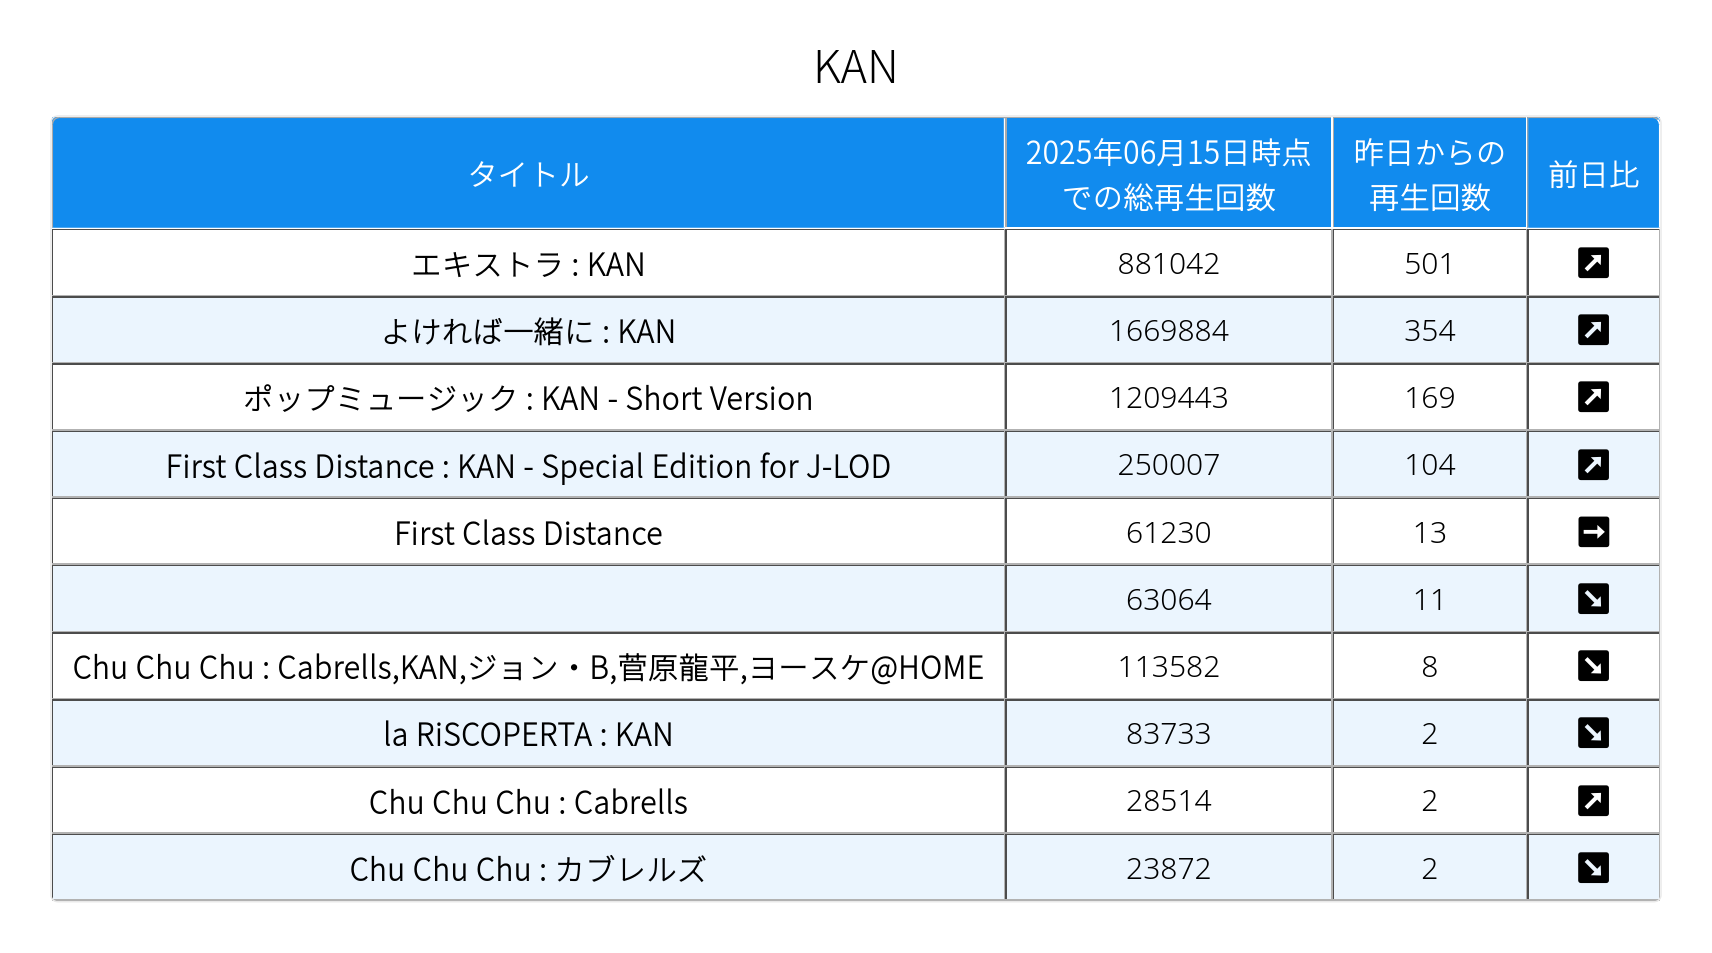 KAN
タイトル
2025年06月15日時点
での総再生回数
昨日からの
再生回数
前日比
エキストラ : KAN 881042 501
よければ一緒に : KAN 1669884 354
ポップミュージック : KAN - Short Version 1209443 169
First Class Distance : KAN - Special Edition for J-LOD 250007 104
First Class Distance 61230 13
63064 11
Chu Chu Chu : Cabrells,KAN,ジョン・B,菅原龍平,ヨースケ@HOME 113582 8
la RiSCOPERTA : KAN 83733 2
Chu Chu Chu : Cabrells 28514 2
Chu Chu Chu : カブレルズ 23872 2